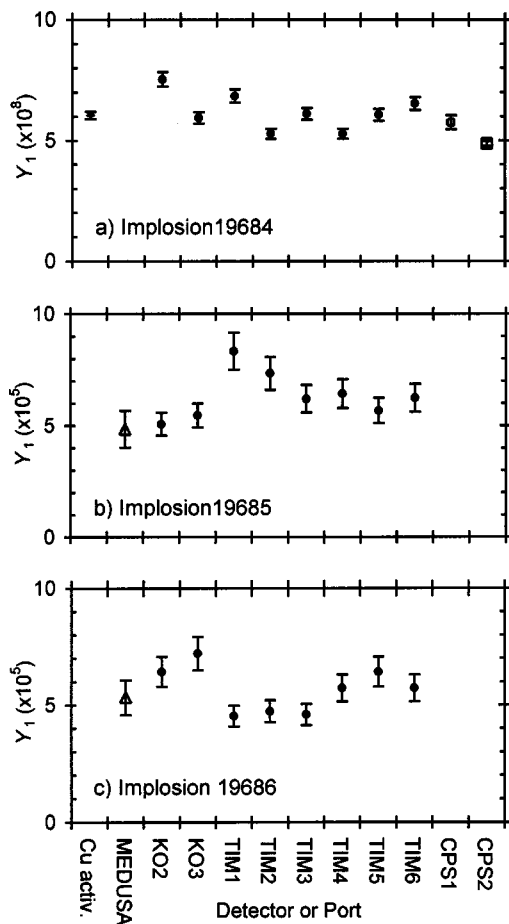 10
5
0
Y1 (x10^8)
a) Implosion19684
10
5
0
Y1 (x10^5)
b) Implosion19685
10
5
0
Y1 (x10^5)
c) Implosion 19686
Cu activ.
MEDUSA
KO2
KO3
TIM1
TIM2
TIM3
TIM4
TIM5
TIM6
CPS1
CPS2
Detector or Port